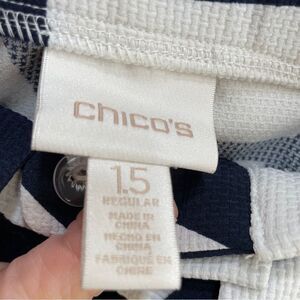 chico's
1.5
REGULAR
MADE IN
CHINA
HECHO EN
CHINA
FABRIQUÉ EN
CHINE